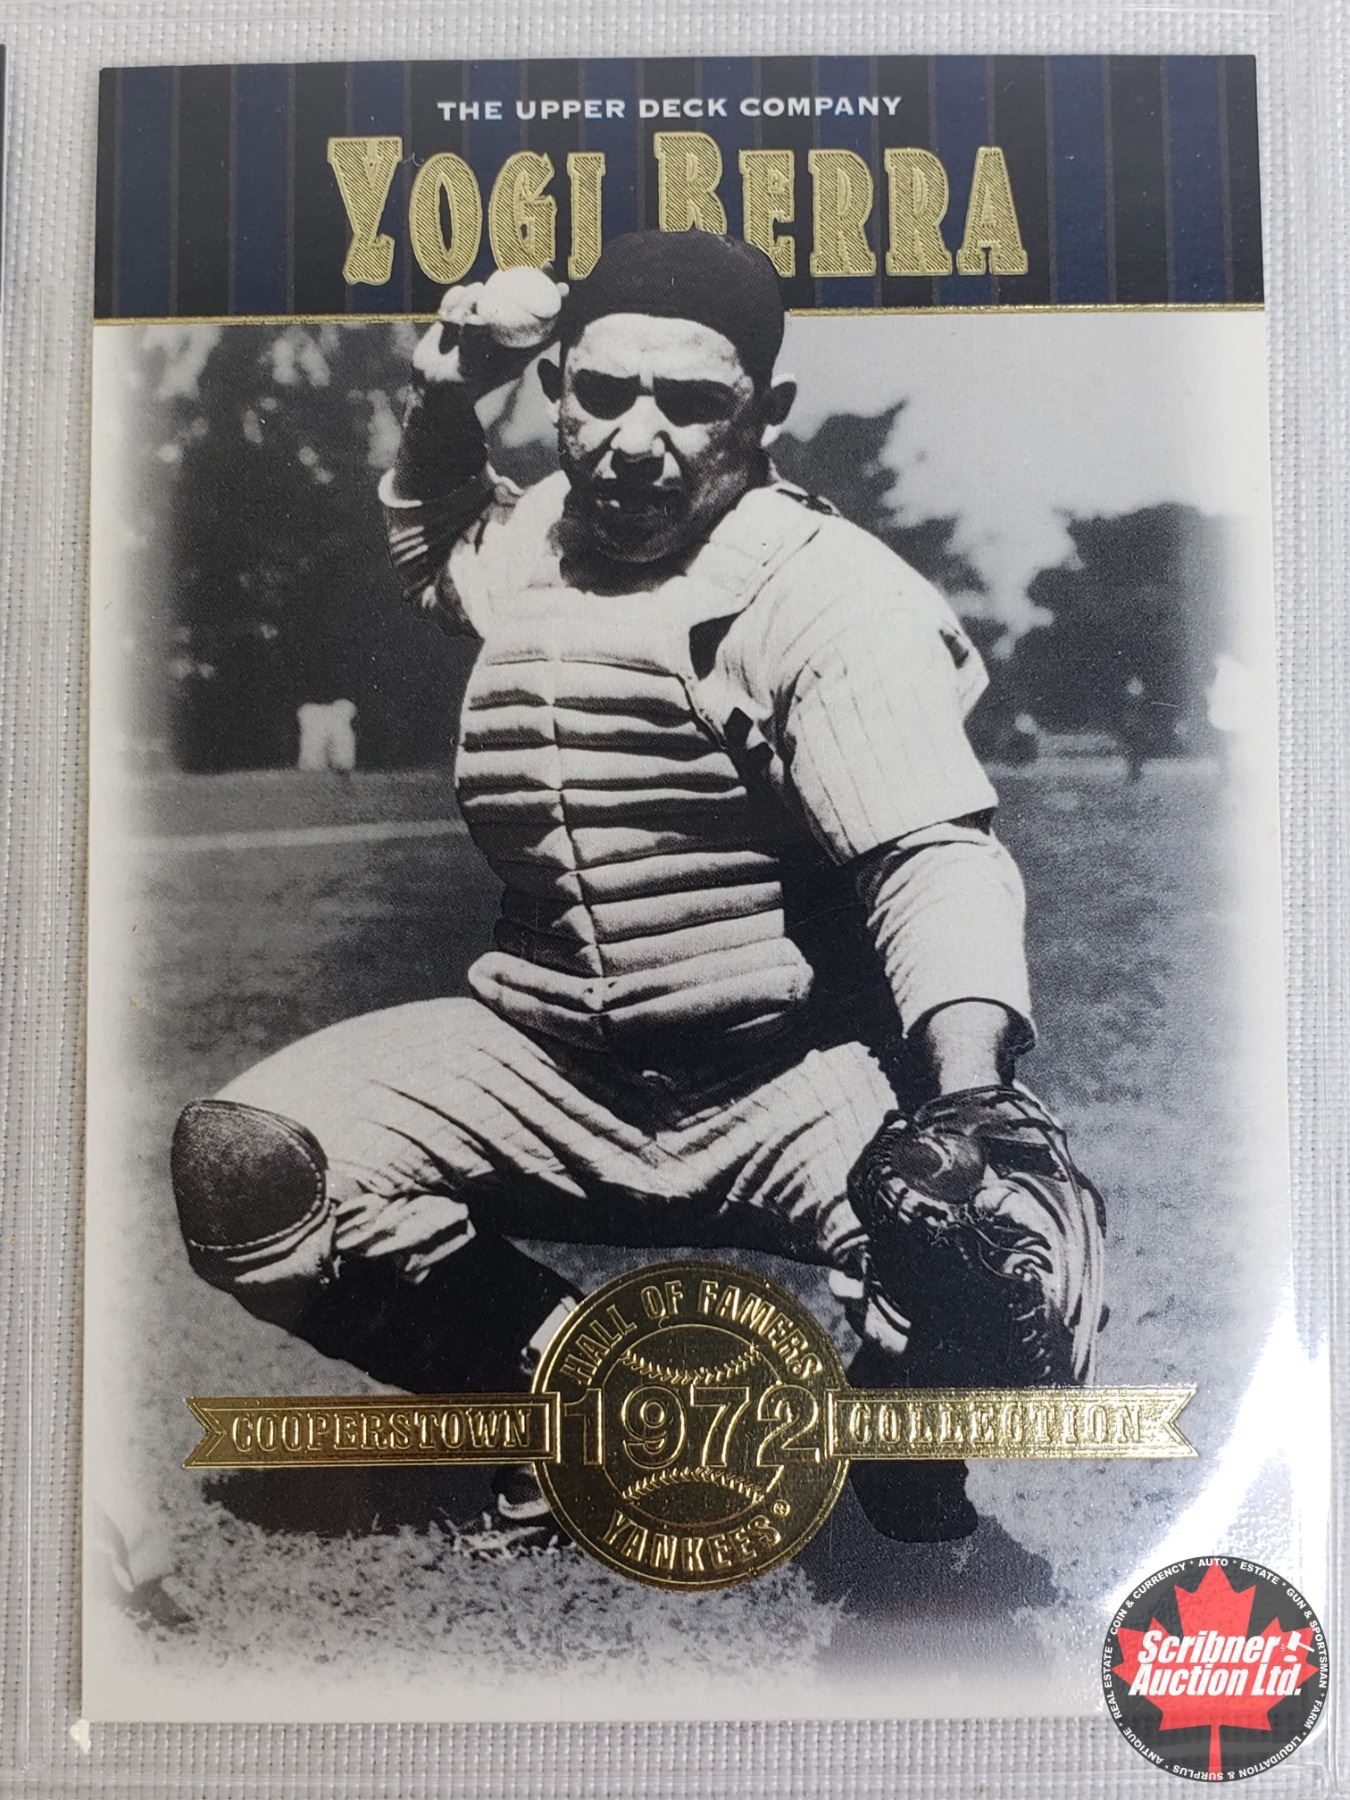 THE UPPER DECK COMPANY
YOGI BERRA
HALL OF FAMERS
COOPERSTOWN 1972 COLLECTION
YANKEES®
COIN & CURRENCY * AUTO * ESTATE * GUN & SPORTSMAN * FARM * LIQUIDATION & SURPLUS * ANTIQUE * REAL ESTATE *
Scribner
Auction Ltd.